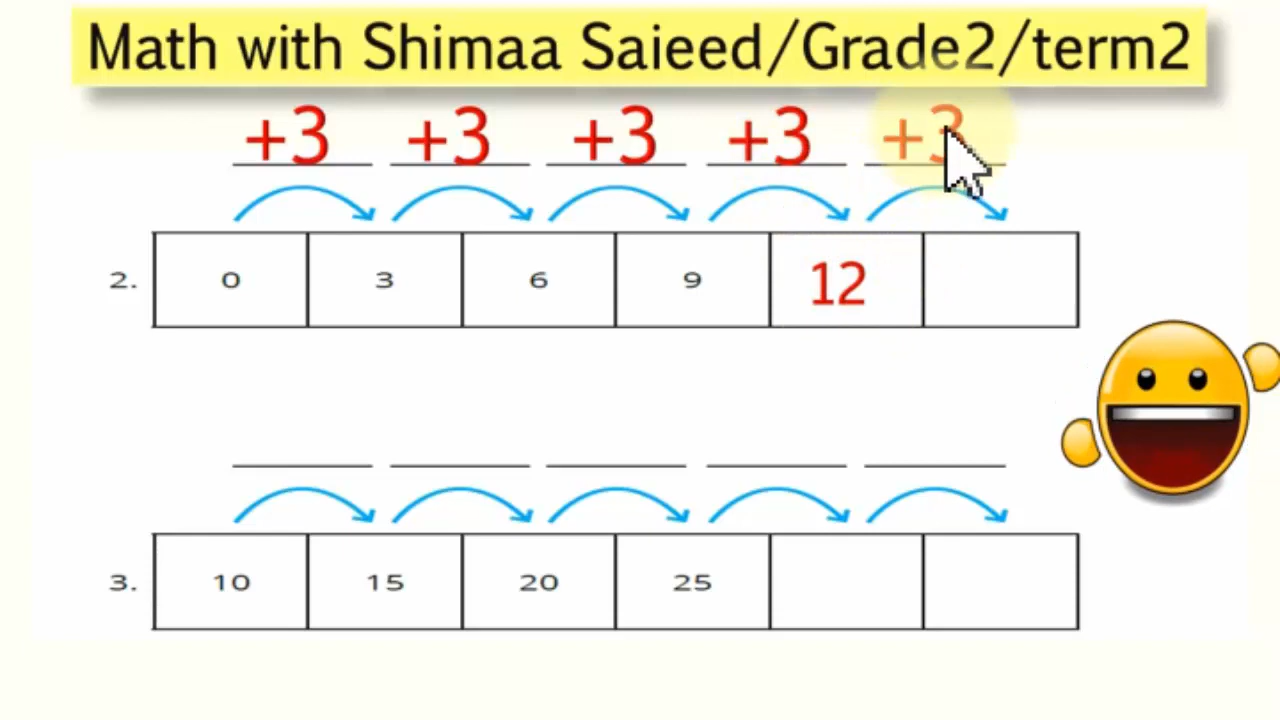 Math with Shimaa Saieed/Grade2/term2
+3 +3 +3 +3 +3
2. 0 3 6 9 12
3. 10 15 20 25